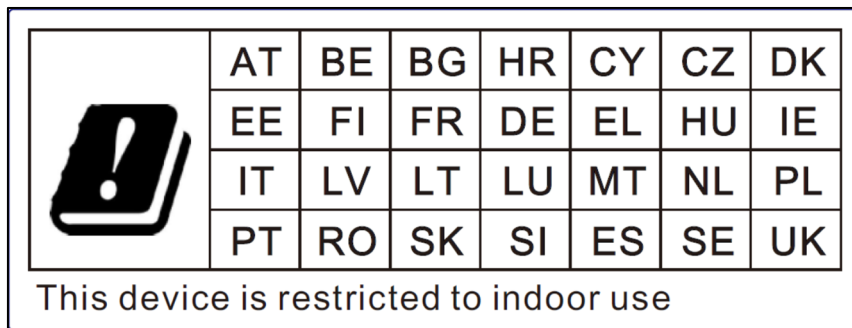 AT BE BG HR CY CZ DK
EE FI FR DE EL HU IE
IT LV LT LU MT NL PL
PT RO SK SI ES SE UK
This device is restricted to indoor use